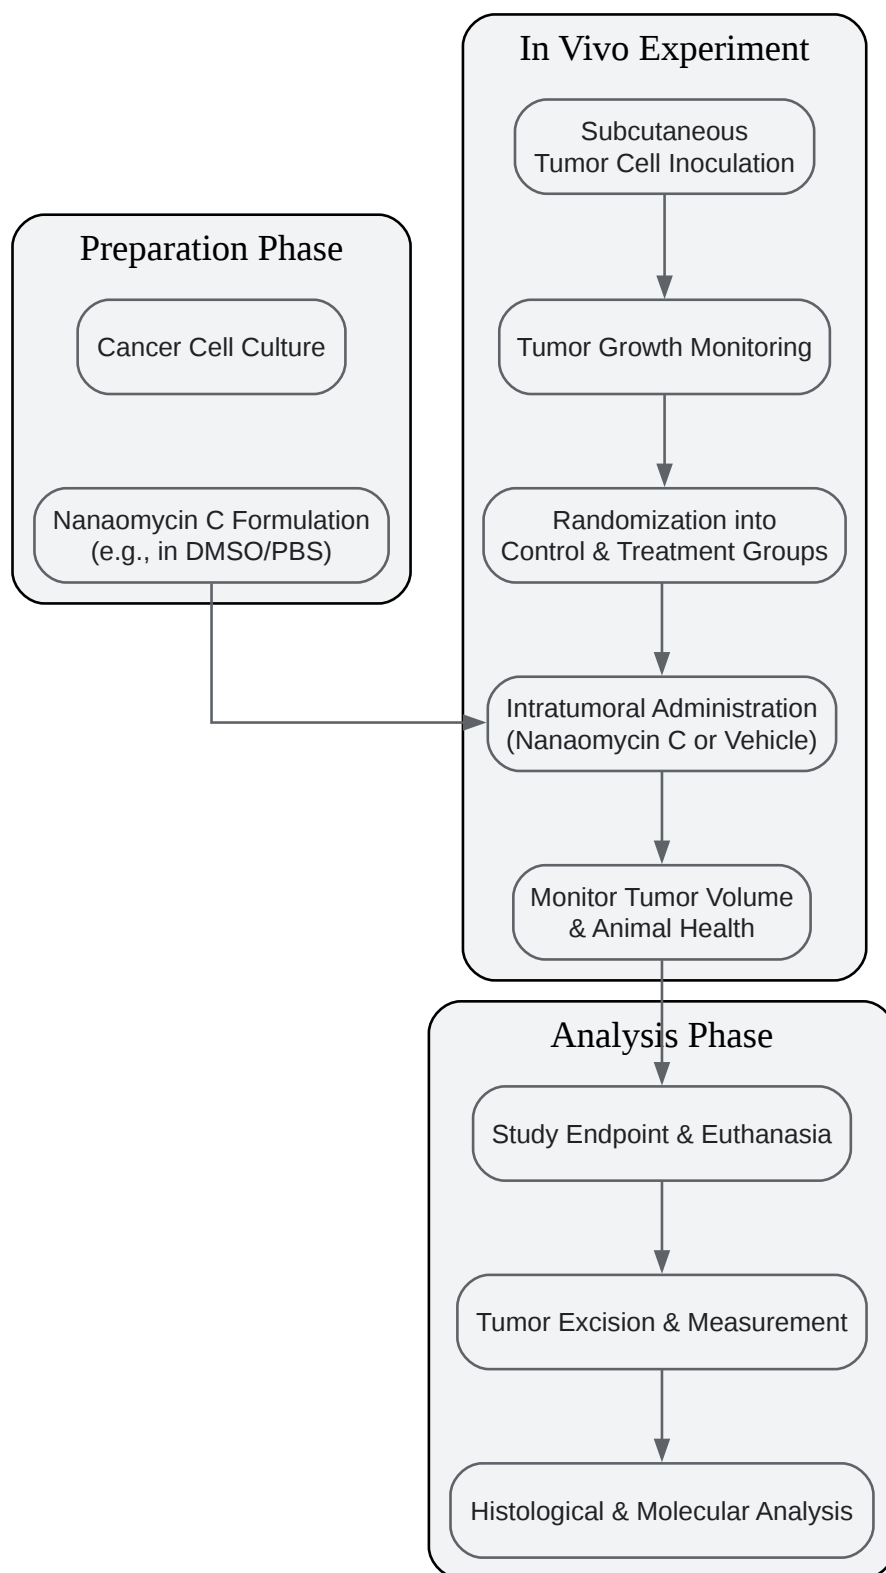 In Vivo Experiment
Subcutaneous
Tumor Cell Inoculation
Preparation Phase
Cancer Cell Culture
Tumor Growth Monitoring
Nanaomycin C Formulation
(e.g., in DMSO/PBS)
Randomization into
Control & Treatment Groups
Intratumoral Administration
(Nanaomycin C or Vehicle)
Monitor Tumor Volume
& Animal Health
Analysis Phase
Study Endpoint & Euthanasia
Tumor Excision & Measurement
Histological & Molecular Analysis